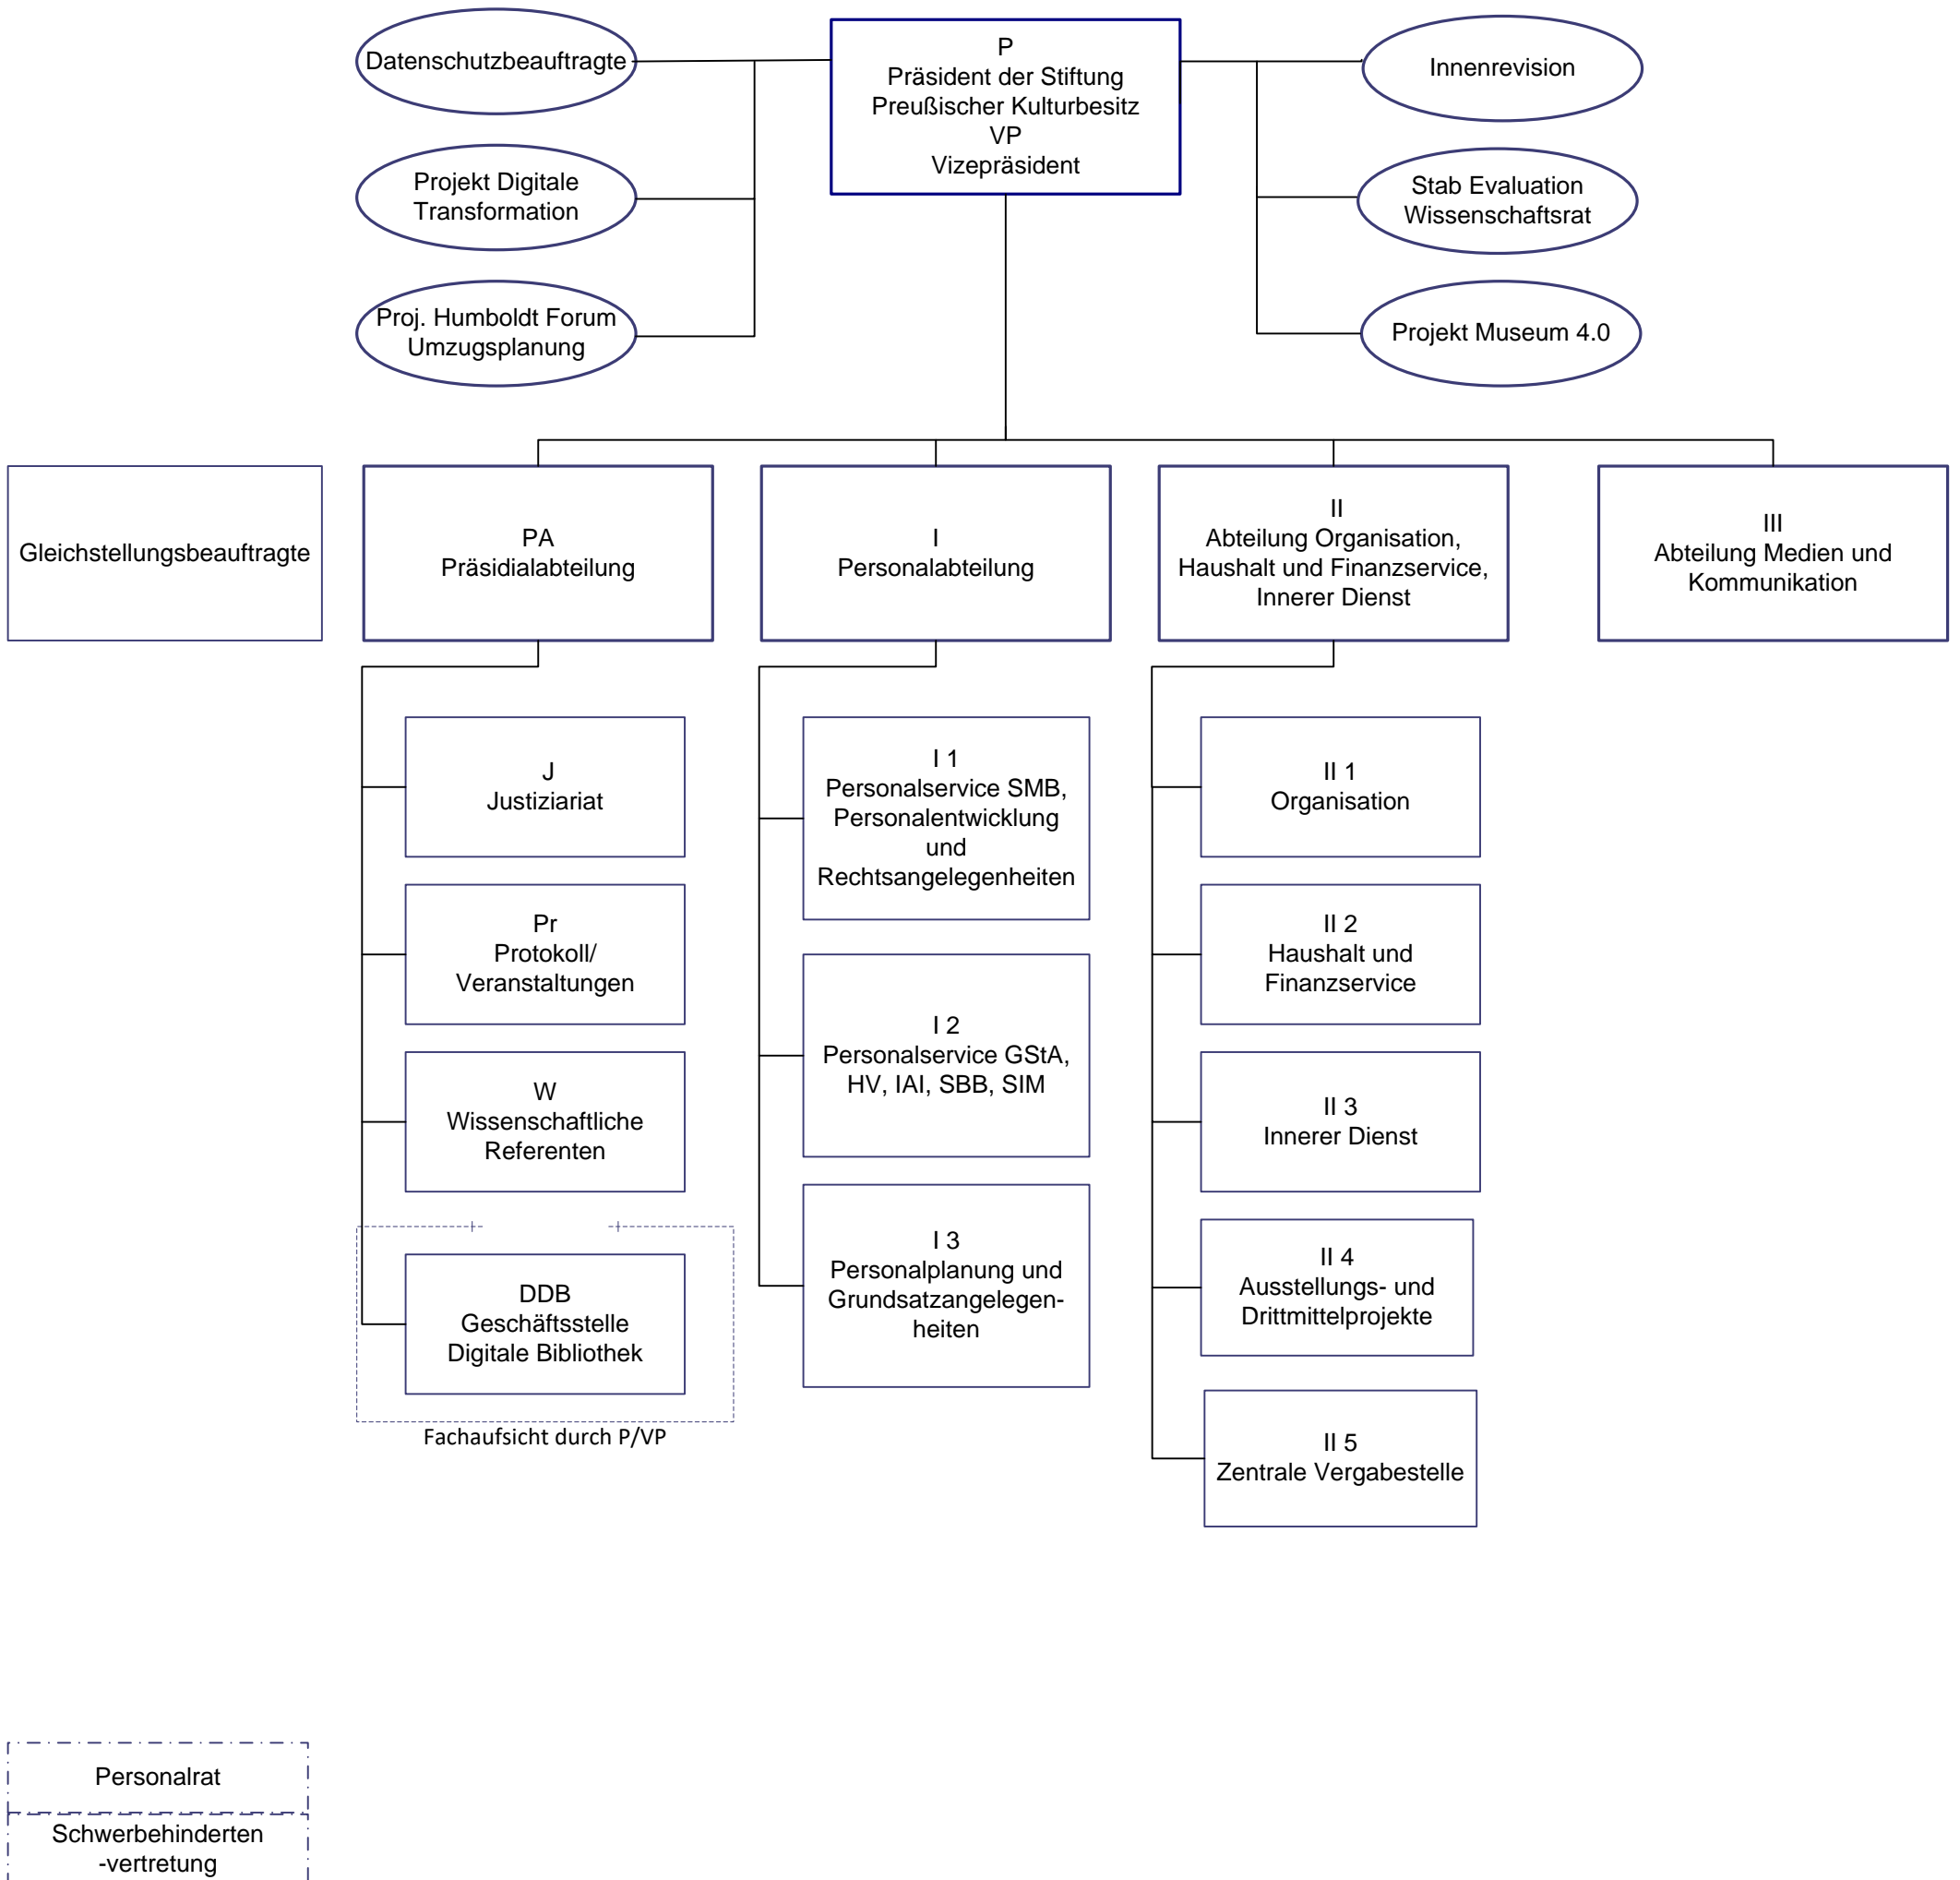 Datenschutzbeauftragte
P
Präsident der Stiftung
Preußischer Kulturbesitz
VP
Vizepräsident
Innenrevision
Projekt Digitale
Transformation
Stab Evaluation
Wissenschaftsrat
Proj. Humboldt Forum
Umzugsplanung
Projekt Museum 4.0
Gleichstellungsbeauftragte
PA
Präsidialabteilung
I
Personalabteilung
II
Abteilung Organisation,
Haushalt und Finanzservice,
Innerer Dienst
III
Abteilung Medien und
Kommunikation
J
Justiziariat
Pr
Protokoll/
Veranstaltungen
W
Wissenschaftliche
Referenten
DDB
Geschäftsstelle
Digitale Bibliothek
Fachaufsicht durch P/VP
I 1
Personalservice SMB,
Personalentwicklung
und
Rechtsangelegenheiten
I 2
Personalservice GStA,
HV, IAI, SBB, SIM
I 3
Personalplanung und
Grundsatzangelegen-
heiten
II 1
Organisation
II 2
Haushalt und
Finanzservice
II 3
Innerer Dienst
II 4
Ausstellungs- und
Drittmittelprojekte
II 5
Zentrale Vergabestelle
Personalrat
Schwerbehinderten
-vertretung